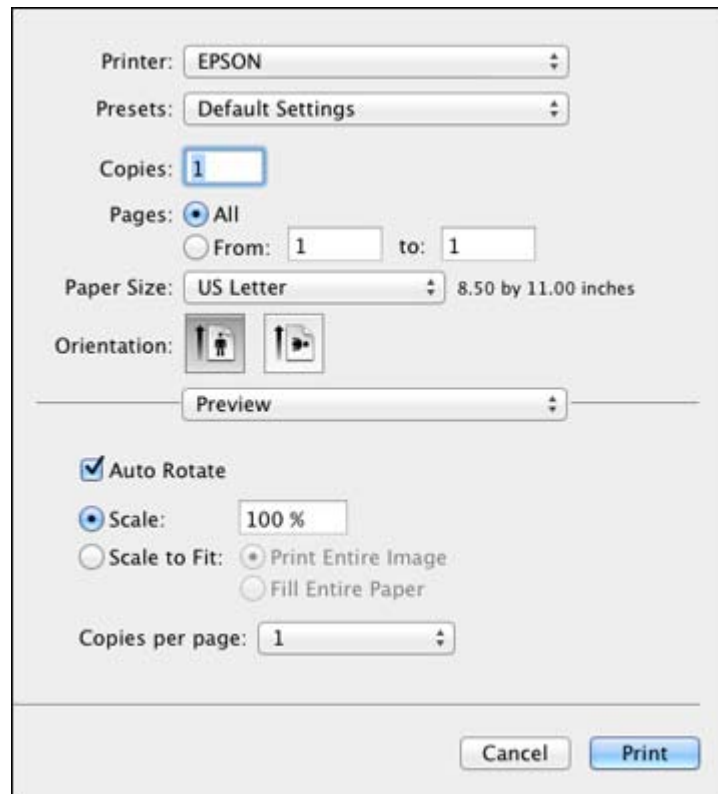 Printer: EPSON
Presets: Default Settings
Copies: 1
Pages: All
From: 1 to: 1
Paper Size: US Letter 8.50 by 11.00 inches
Orientation:
Preview
Auto Rotate
Scale: 100 %
Scale to Fit: Print Entire Image
Fill Entire Paper
Copies per page: 1
Cancel Print